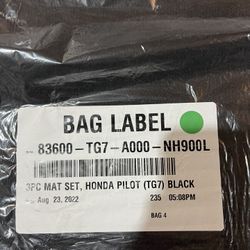 BAG LABEL
83600-TG7-A000-NH900L
3PC MAT SET, HONDA PILOT (TG7) BLACK
Aug. 23, 2022 235 05:08PM
BAG 4